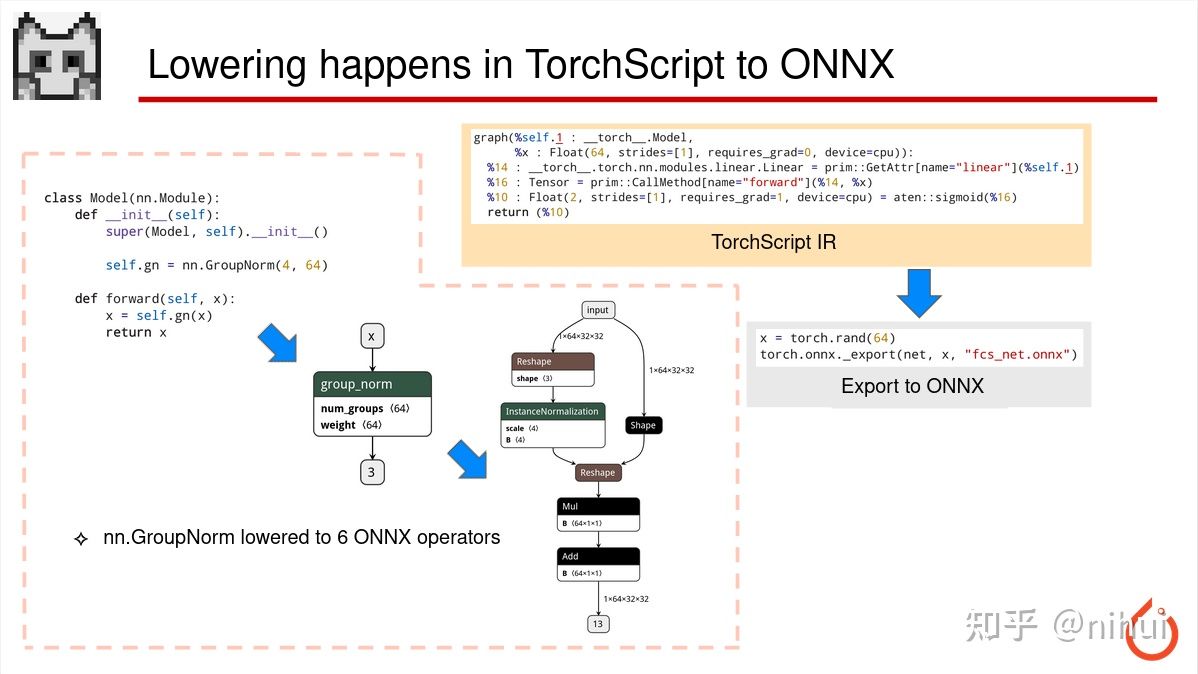 Lowering happens in TorchScript to ONNX
class Model(nn.Module):
def __init__(self):
super(Model, self).__init__()
self.gn = nn.GroupNorm(4, 64)
def forward(self, x):
x = self.gn(x)
return x
graph(%self.1 : __torch__.Model,
%x : Float(64, strides=[1], requires_grad=0, device=cpu)):
%14 : __torch__.torch.nn.modules.linear.Linear = prim::GetAttr[name="linear"](%self.1)
%16 : Tensor = prim::CallMethod[name="forward"](%14, %x)
%10 : Float(2, strides=[1], requires_grad=1, device=cpu) = aten::sigmoid(%16)
return (%10)
TorchScript IR
x = torch.rand(64)
torch.onnx._export(net, x, "fcs_net.onnx")
Export to ONNX
x
group_norm
num_groups ⟨64⟩
weight ⟨64⟩
3
input
1×64×32×32
Reshape
shape ⟨3⟩
1×64×32×32
InstanceNormalization
scale ⟨4⟩
B ⟨4⟩
Shape
Reshape
Mul
B ⟨64×1×1⟩
Add
B ⟨64×1×1⟩
1×64×32×32
13
✧ nn.GroupNorm lowered to 6 ONNX operators
知乎 @nihui